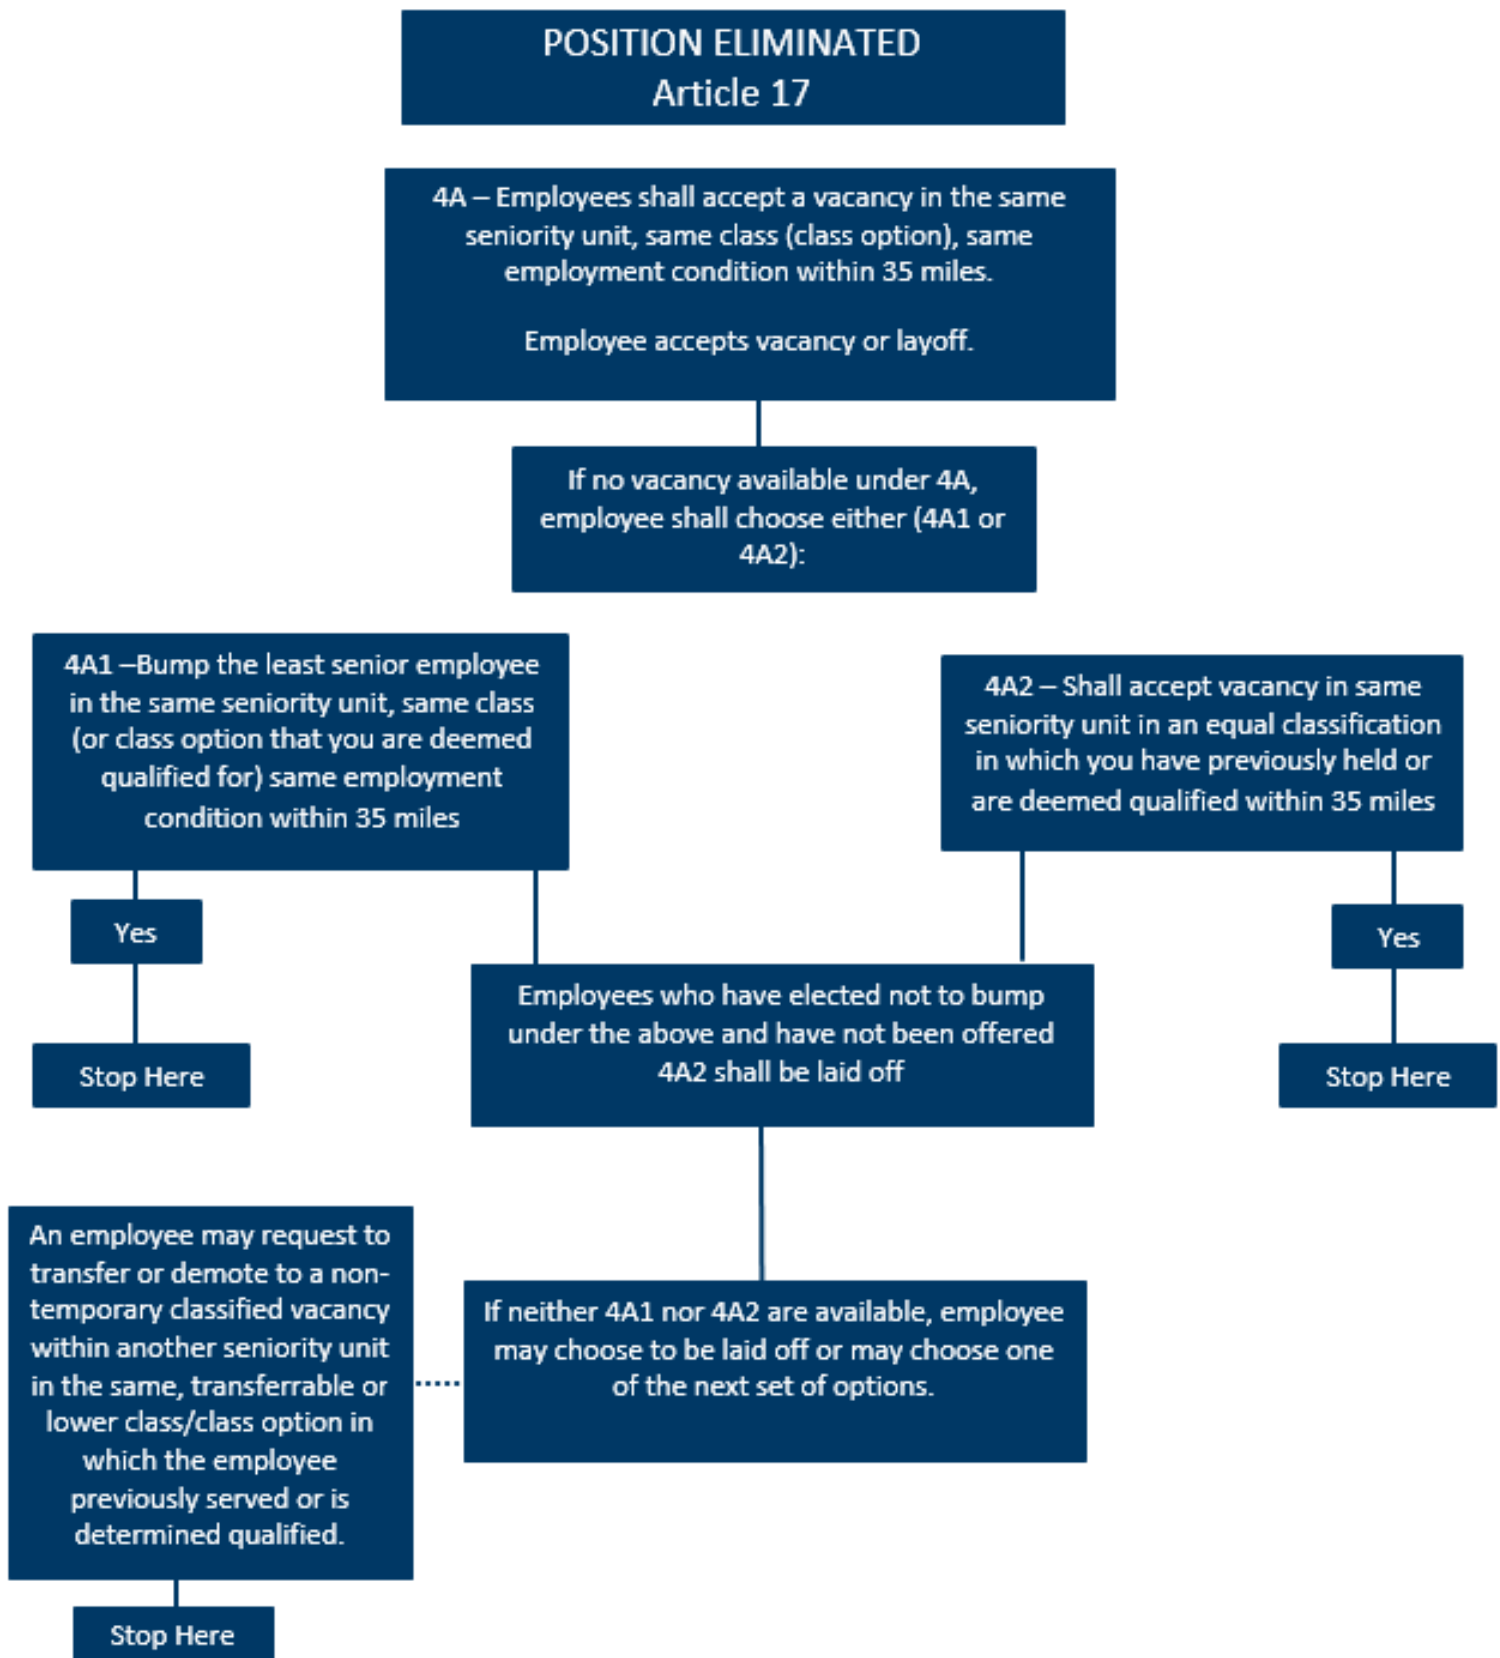 POSITION ELIMINATED
Article 17
4A – Employees shall accept a vacancy in the same
seniority unit, same class (class option), same
employment condition within 35 miles.
Employee accepts vacancy or layoff.
If no vacancy available under 4A,
employee shall choose either (4A1 or
4A2):
4A1 –Bump the least senior employee
in the same seniority unit, same class
(or class option that you are deemed
qualified for) same employment
condition within 35 miles
4A2 – Shall accept vacancy in same
seniority unit in an equal classification
in which you have previously held or
are deemed qualified within 35 miles
Yes
Yes
Employees who have elected not to bump
under the above and have not been offered
4A2 shall be laid off
Stop Here
Stop Here
An employee may request to
transfer or demote to a non-
temporary classified vacancy
within another seniority unit
in the same, transferrable or
lower class/class option in
which the employee
previously served or is
determined qualified.
If neither 4A1 nor 4A2 are available, employee
may choose to be laid off or may choose one
of the next set of options.
Stop Here